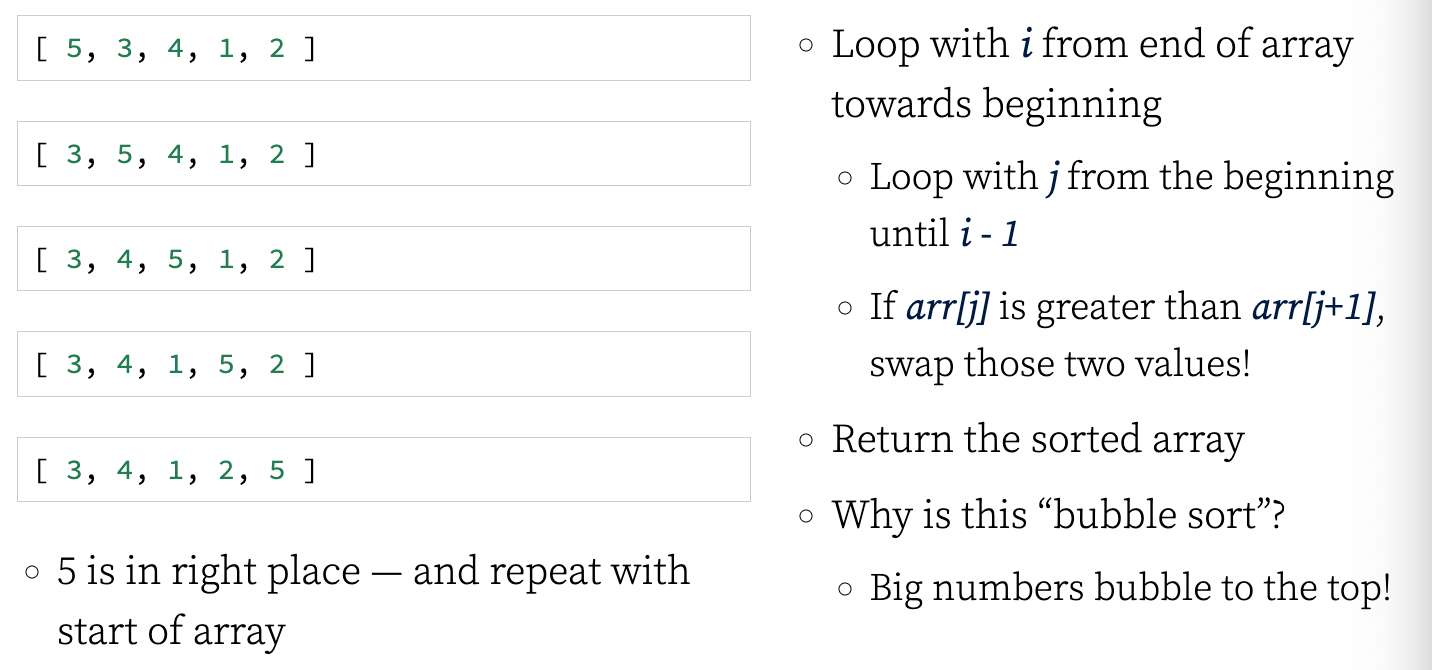 [ 5, 3, 4, 1, 2 ]
[ 3, 5, 4, 1, 2 ]
[ 3, 4, 5, 1, 2 ]
[ 3, 4, 1, 5, 2 ]
[ 3, 4, 1, 2, 5 ]
◦ 5 is in right place — and repeat with
start of array
◦ Loop with i from end of array
towards beginning
◦ Loop with j from the beginning
until i - 1
◦ If arr[j] is greater than arr[j+1],
swap those two values!
◦ Return the sorted array
◦ Why is this “bubble sort”?
◦ Big numbers bubble to the top!